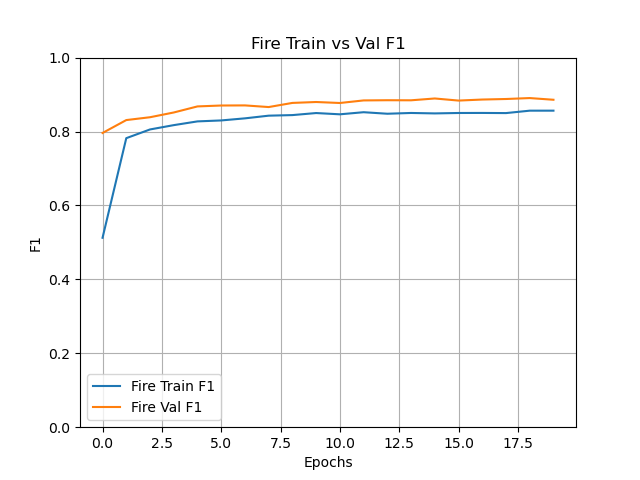 Fire Train vs Val F1
1.0
0.8
0.6
0.4
0.2
0.0
F1
Fire Train F1
Fire Val F1
0.0 2.5 5.0 7.5 10.0 12.5 15.0 17.5
Epochs